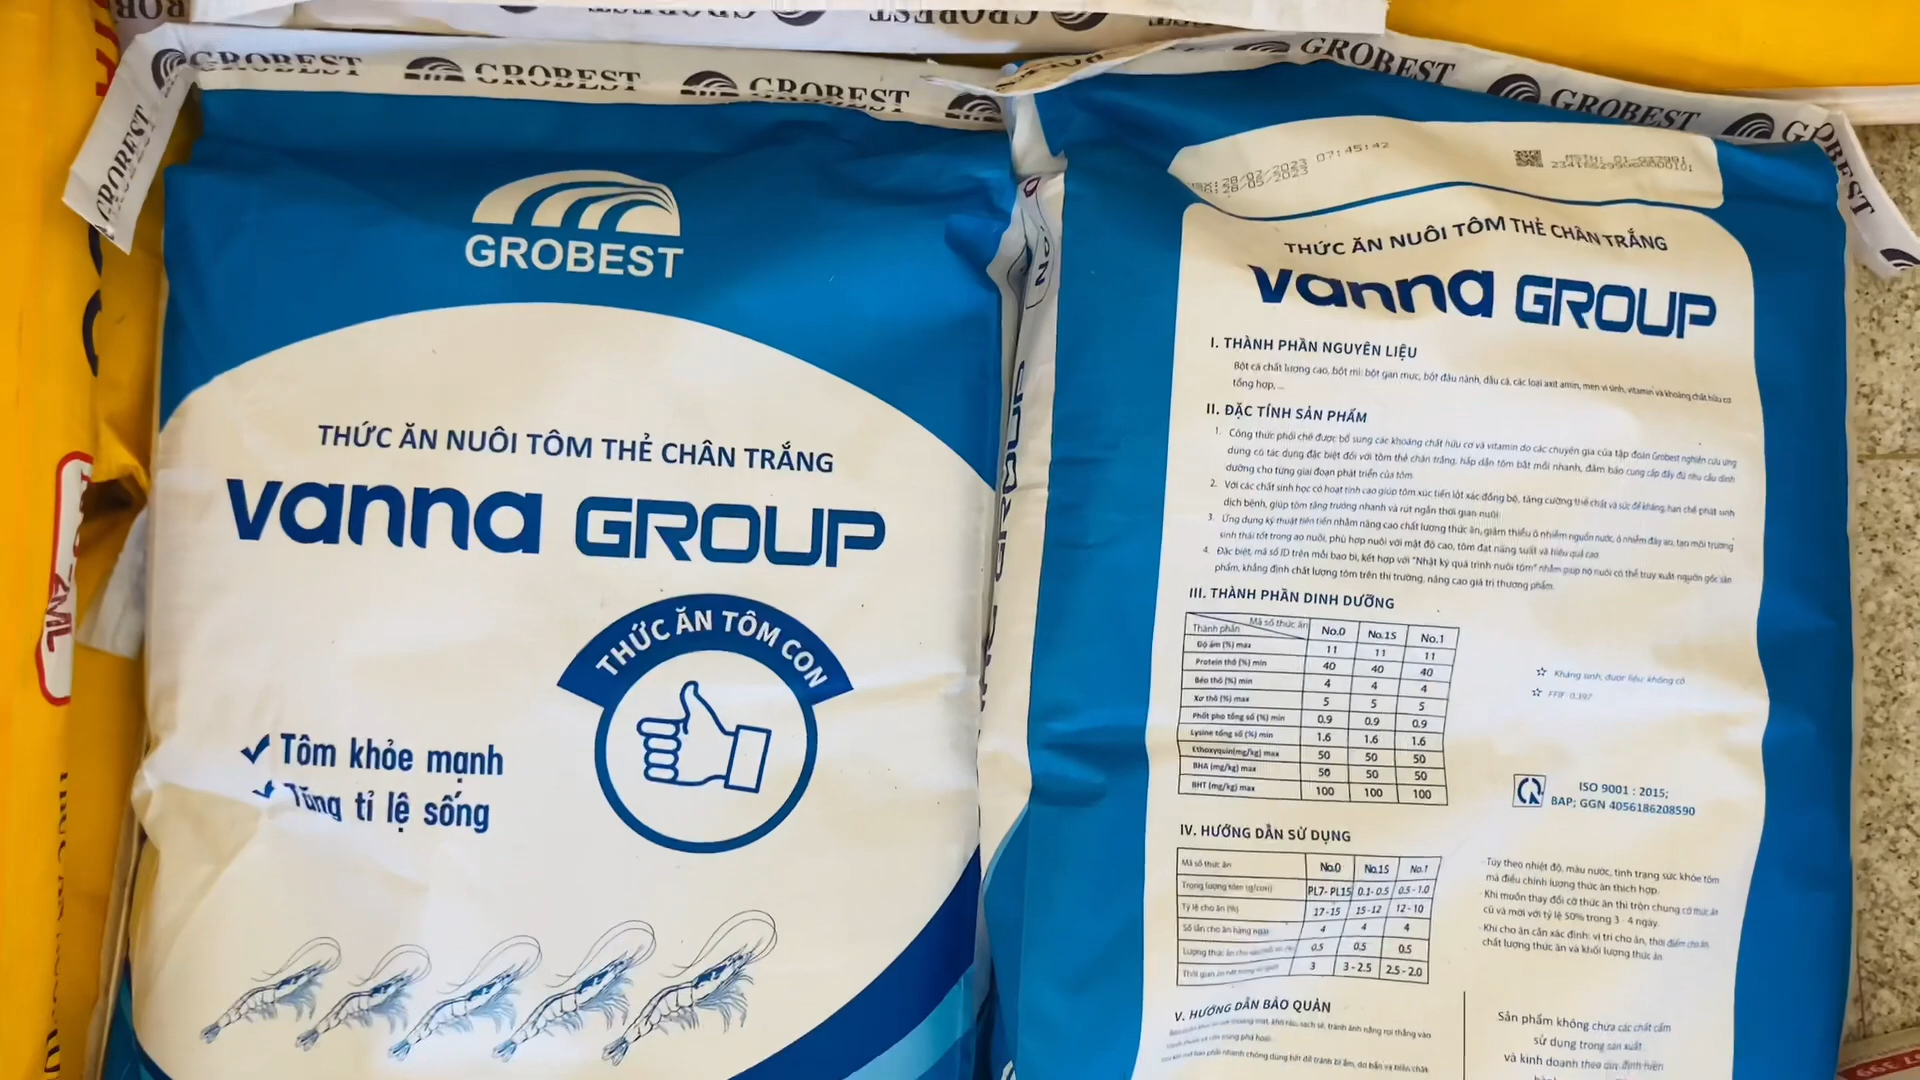 GROBEST GROBEST GROBEST
GROBEST
GROBEST
THỨC ĂN NUÔI TÔM THẺ CHÂN TRẮNG
vanna GROUP
THỨC ĂN TÔM CON
Tôm khỏe mạnh
Tăng tỉ lệ sống
GROBEST GROBEST GROBEST
28/02/2023 07:45:42
28/05/2023
THỨC ĂN NUÔI TÔM THẺ CHÂN TRẮNG
vanna GROUP
I. THÀNH PHẦN NGUYÊN LIỆU
Bột cá chất lượng cao, bột mì, bột gan mực, bột đậu nành, dầu cá, các loại axit amin, men vi sinh, vitamin và khoáng chất hữu cơ
tổng hợp, ...
II. ĐẶC TÍNH SẢN PHẨM
1. Công thức phối chế được bổ sung các khoáng chất hữu cơ và vitamin do các chuyên gia của tập đoàn Grobest nghiên cứu ứng
dụng có tác dụng đặc biệt đối với tôm thẻ chân trắng, hấp dẫn tôm bắt mồi nhanh, đảm bảo cung cấp đầy đủ nhu cầu dinh
dưỡng cho từng giai đoạn phát triển của tôm
2. Với các chất sinh học có hoạt tính cao giúp tôm xúc tiến lột xác đồng bộ, tăng cường thể chất và sức đề kháng, hạn chế phát sinh
dịch bệnh, giúp tôm tăng trưởng nhanh và rút ngắn thời gian nuôi
3. Ứng dụng kỹ thuật tiên tiến nhằm nâng cao chất lượng thức ăn, giảm thiểu ô nhiễm nguồn nước, ô nhiễm đáy ao, tạo môi trường
sinh thái tốt trong ao nuôi, phù hợp nuôi với mật độ cao, tôm đạt năng suất và hiệu quả cao
4. Đặc biệt, mã số ID trên mỗi bao bì, kết hợp với "Nhật ký quá trình nuôi tôm" nhằm giúp hộ nuôi có thể truy xuất nguồn gốc sản
phẩm, khẳng định chất lượng tôm trên thị trường, nâng cao giá trị thương phẩm.
III. THÀNH PHẦN DINH DƯỠNG
Thành phần Mã số thức ăn No.0 No.1S No.1
Độ ẩm (%) max 11 11 11
Protein thô (%) min 40 40 40
Béo thô (%) min 4 4 4
Xơ thô (%) max 5 5 5
Phốt pho tổng số (%) min 0.9 0.9 0.9
Lysine tổng số (%) min 1.6 1.6 1.6
Ethoxyquin(mg/kg) max 50 50 50
BHA (mg/kg) max 50 50 50
BHT (mg/kg) max 100 100 100
Kháng sinh, dược liệu: không có
FFIF: 0.397
ISO 9001 : 2015;
BAP; GGN 4056186208590
IV. HƯỚNG DẪN SỬ DỤNG
Mã số thức ăn No.0 No.1S No.1
Trọng lượng tôm (g/con) PL7- PL15 0.1- 0.5 0.5 - 1.0
Tỷ lệ cho ăn (%) 17 - 15 15 - 12 12 - 10
Số lần cho ăn hàng ngày 4 4 4
Lượng thức ăn cho 0.5 0.5 0.5
Thời gian 3 3 - 2.5 2.5 - 2.0
- Tùy theo nhiệt độ, màu nước, tình trạng sức khỏe tôm
mà điều chỉnh lượng thức ăn thích hợp.
- Khi muốn thay đổi cỡ thức ăn thì trộn chung cỡ thức ăn
cũ và mới với tỷ lệ 50% trong 3 - 4 ngày.
- Khi cho ăn cần xác định: vị trí cho ăn, thời điểm cho ăn,
chất lượng thức ăn và khối lượng thức ăn
V. HƯỚNG DẪN BẢO QUẢN
Sản phẩm không chứa các chất cấm
sử dụng trong sản xuất
và kinh doanh theo quy định hiện